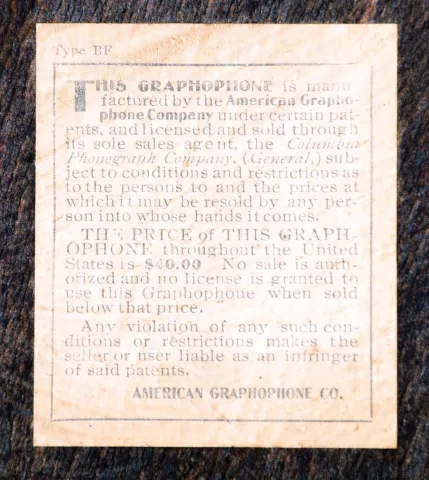 Type BF
THIS GRAPHOPHONE is manu
factured by the American Grapho-
phone Company under certain pat-
ents, and licensed and sold through
its sole sales agent, the Columbia
Phonograph Company, (General,) sub-
ject to conditions and restrictions as
to the persons to and the prices at
which it may be resold by any per-
son into whose hands it comes.
THE PRICE of THIS GRAPH-
OPHONE throughout the United
States is $40.00 No sale is auth-
orized and no license is granted to
use this Graphophone when sold
below that price.
Any violation of any such con-
ditions or restrictions makes the
seller or user liable as an infringer
of said patents.
AMERICAN GRAPHOPHONE CO.